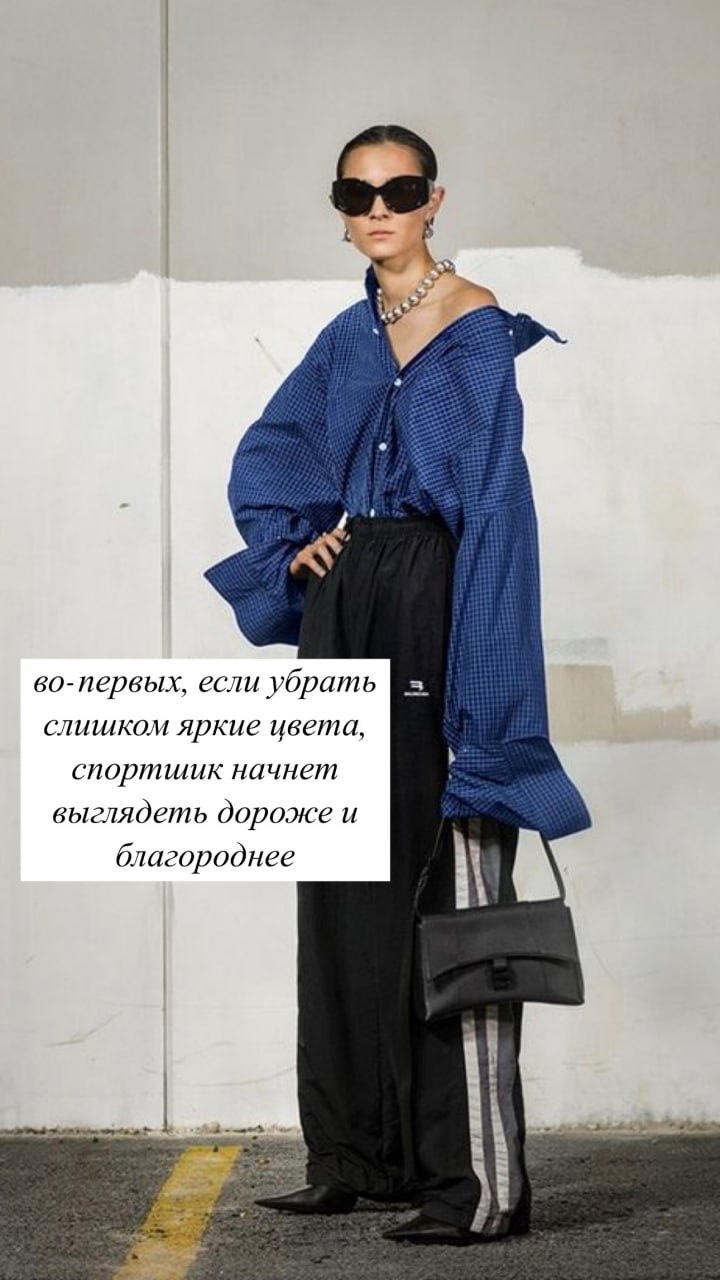 во-первых, если убрать
слишком яркие цвета,
спортшик начнет
выглядеть дороже и
благороднее